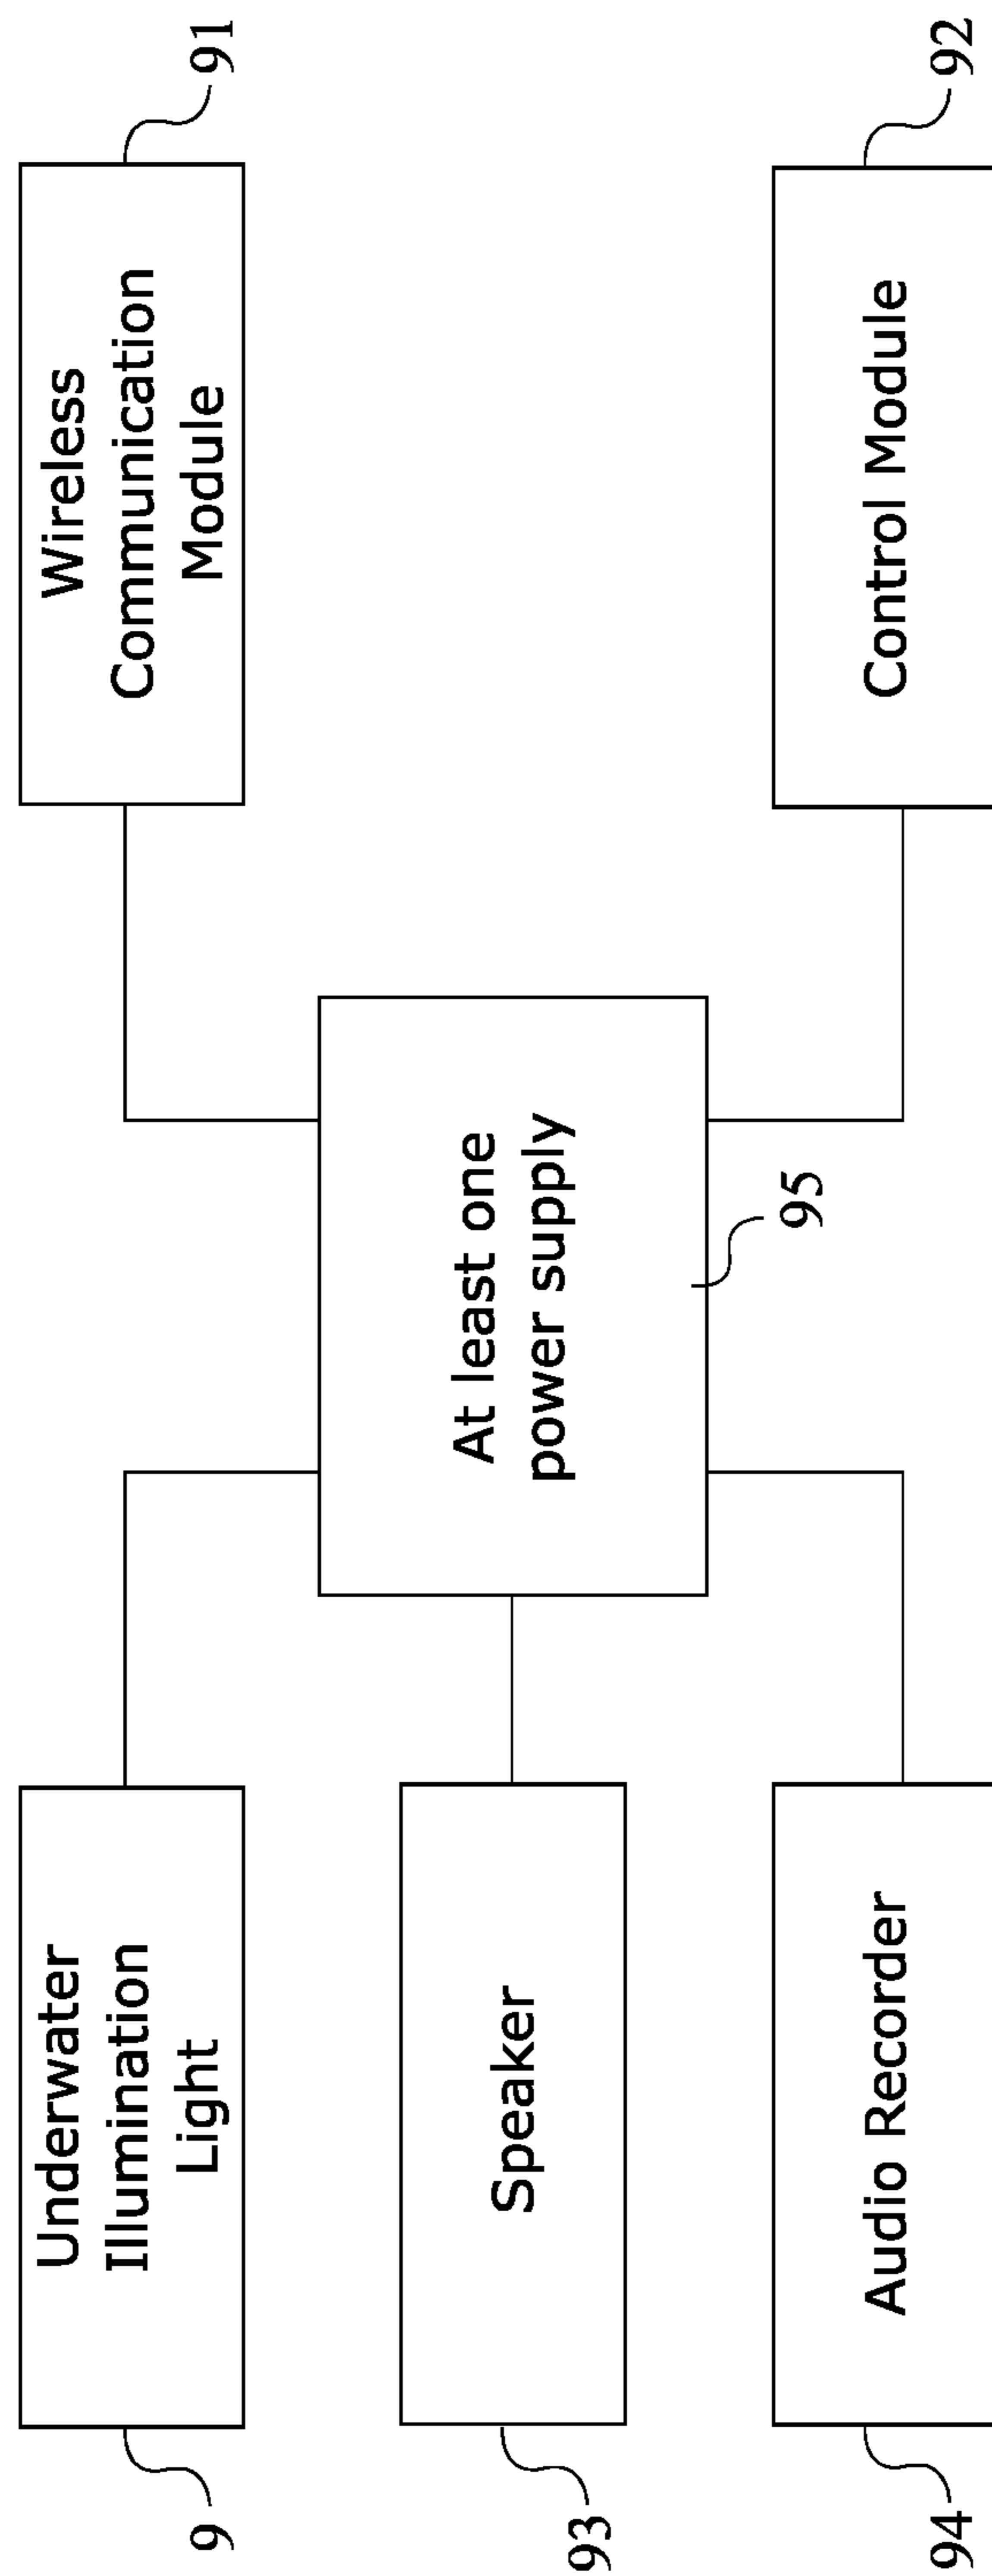 9
Underwater
Illumination
Light
Wireless
Communication
Module
91
93
Speaker
At least one
power supply
95
94
Audio Recorder
Control Module
92